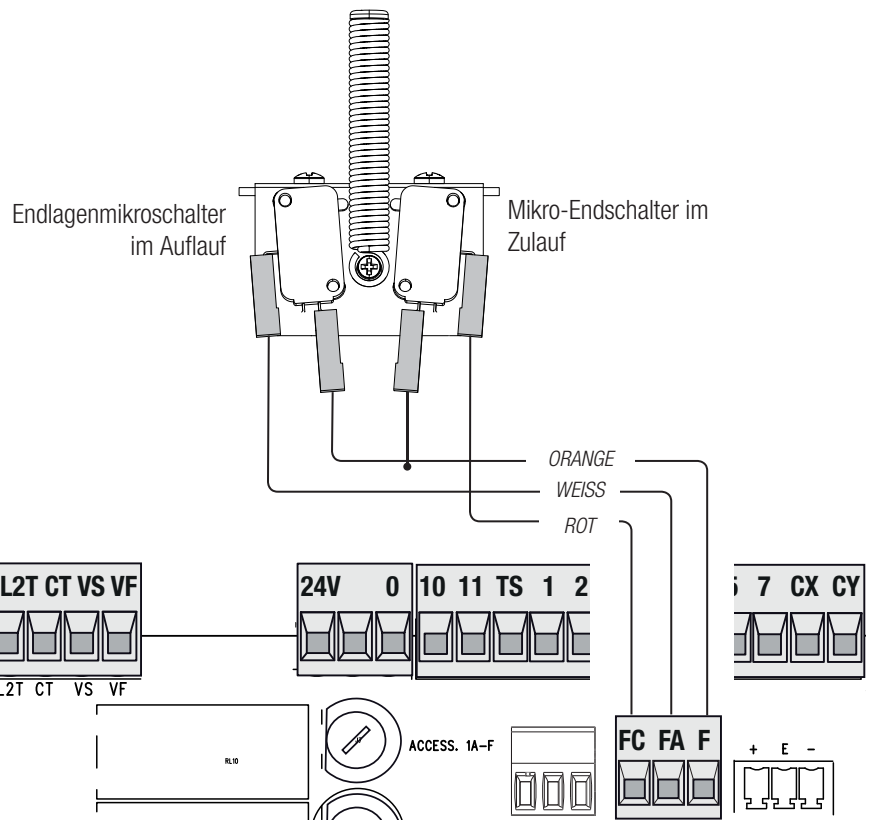 Endlagenmikroschalter
im Auflauf
Mikro-Endschalter im
Zulauf
ORANGE
WEISS
ROT
L2T CT VS VF
24V 0
10 11 TS 1 2
7 CX CY
L2T CT VS VF
RL10
ACCESS. 1A-F
FC FA F
+ E -